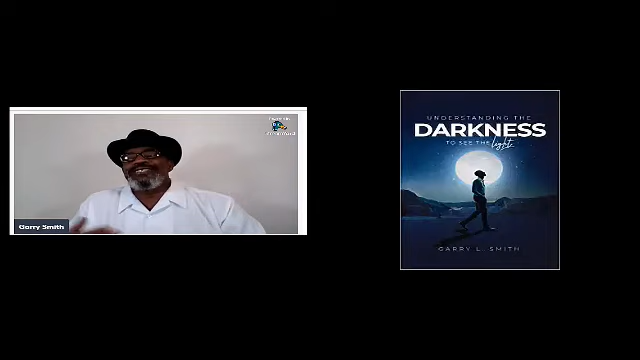 Garry Smith
UNDERSTANDING THE
DARKNESS
TO SEE THE light
GARRY L. SMITH